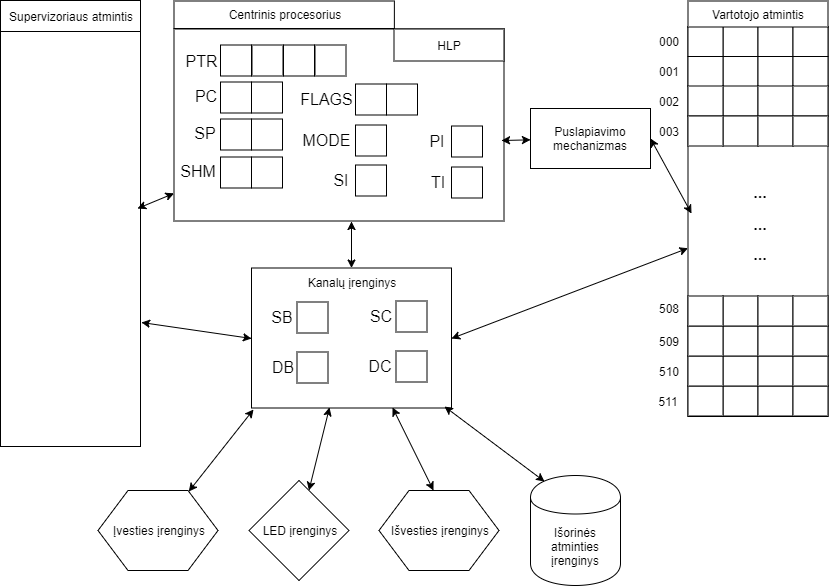 Supervizoriaus atmintis
Centrinis procesorius
HLP
PTR
PC
FLAGS
SP
MODE
PI
SHM
SI
TI
Puslapiavimo
mechanizmas
Vartotojo atmintis
000
001
002
003
...
...
...
508
509
510
511
Kanalų įrenginys
SB
SC
DB
DC
Įvesties įrenginys
LED įrenginys
Išvesties įrenginys
Išorinės
atminties
įrenginys